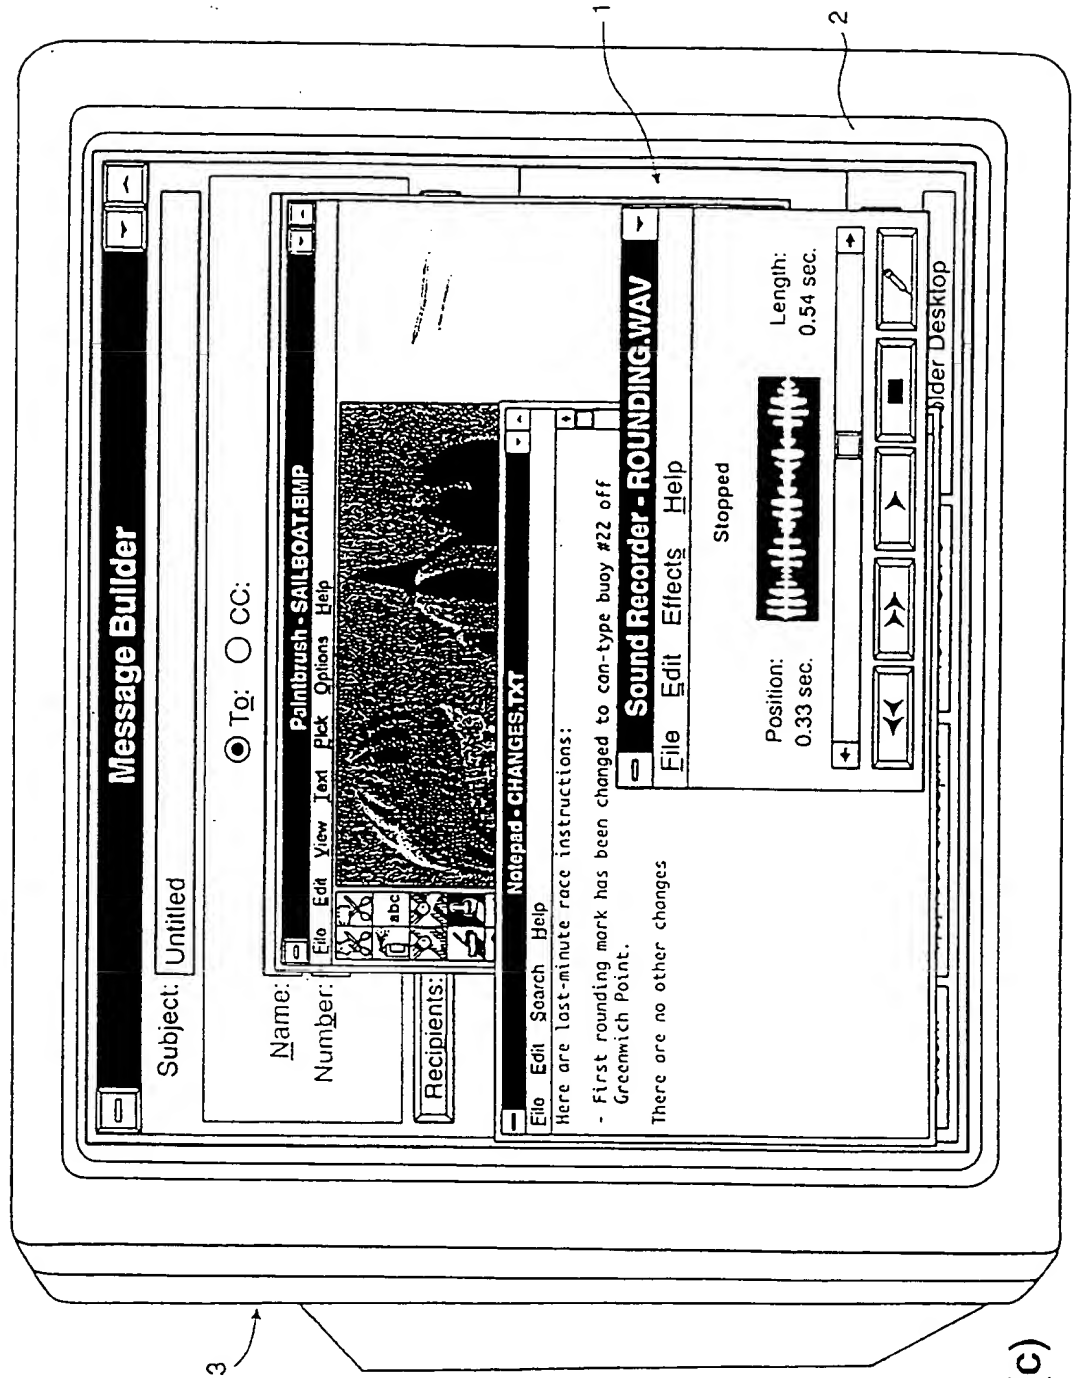 Message Builder
Subject: Untitled
To: CC:
Name:
Number:
Recipients:
Paintbrush - SAILBOAT.BMP
File Edit View Text Pick Options Help
abc
Notepad - CHANGES.TXT
File Edit Search Help
Here are last-minute race instructions:
- First rounding mark has been changed to can-type buoy #22 off
Greenwich Point.
There are no other changes
Sound Recorder - ROUNDING.WAV
File Edit Effects Help
Stopped
Position: Length:
0.33 sec. 0.54 sec.
Desktop
1
2
3
C)